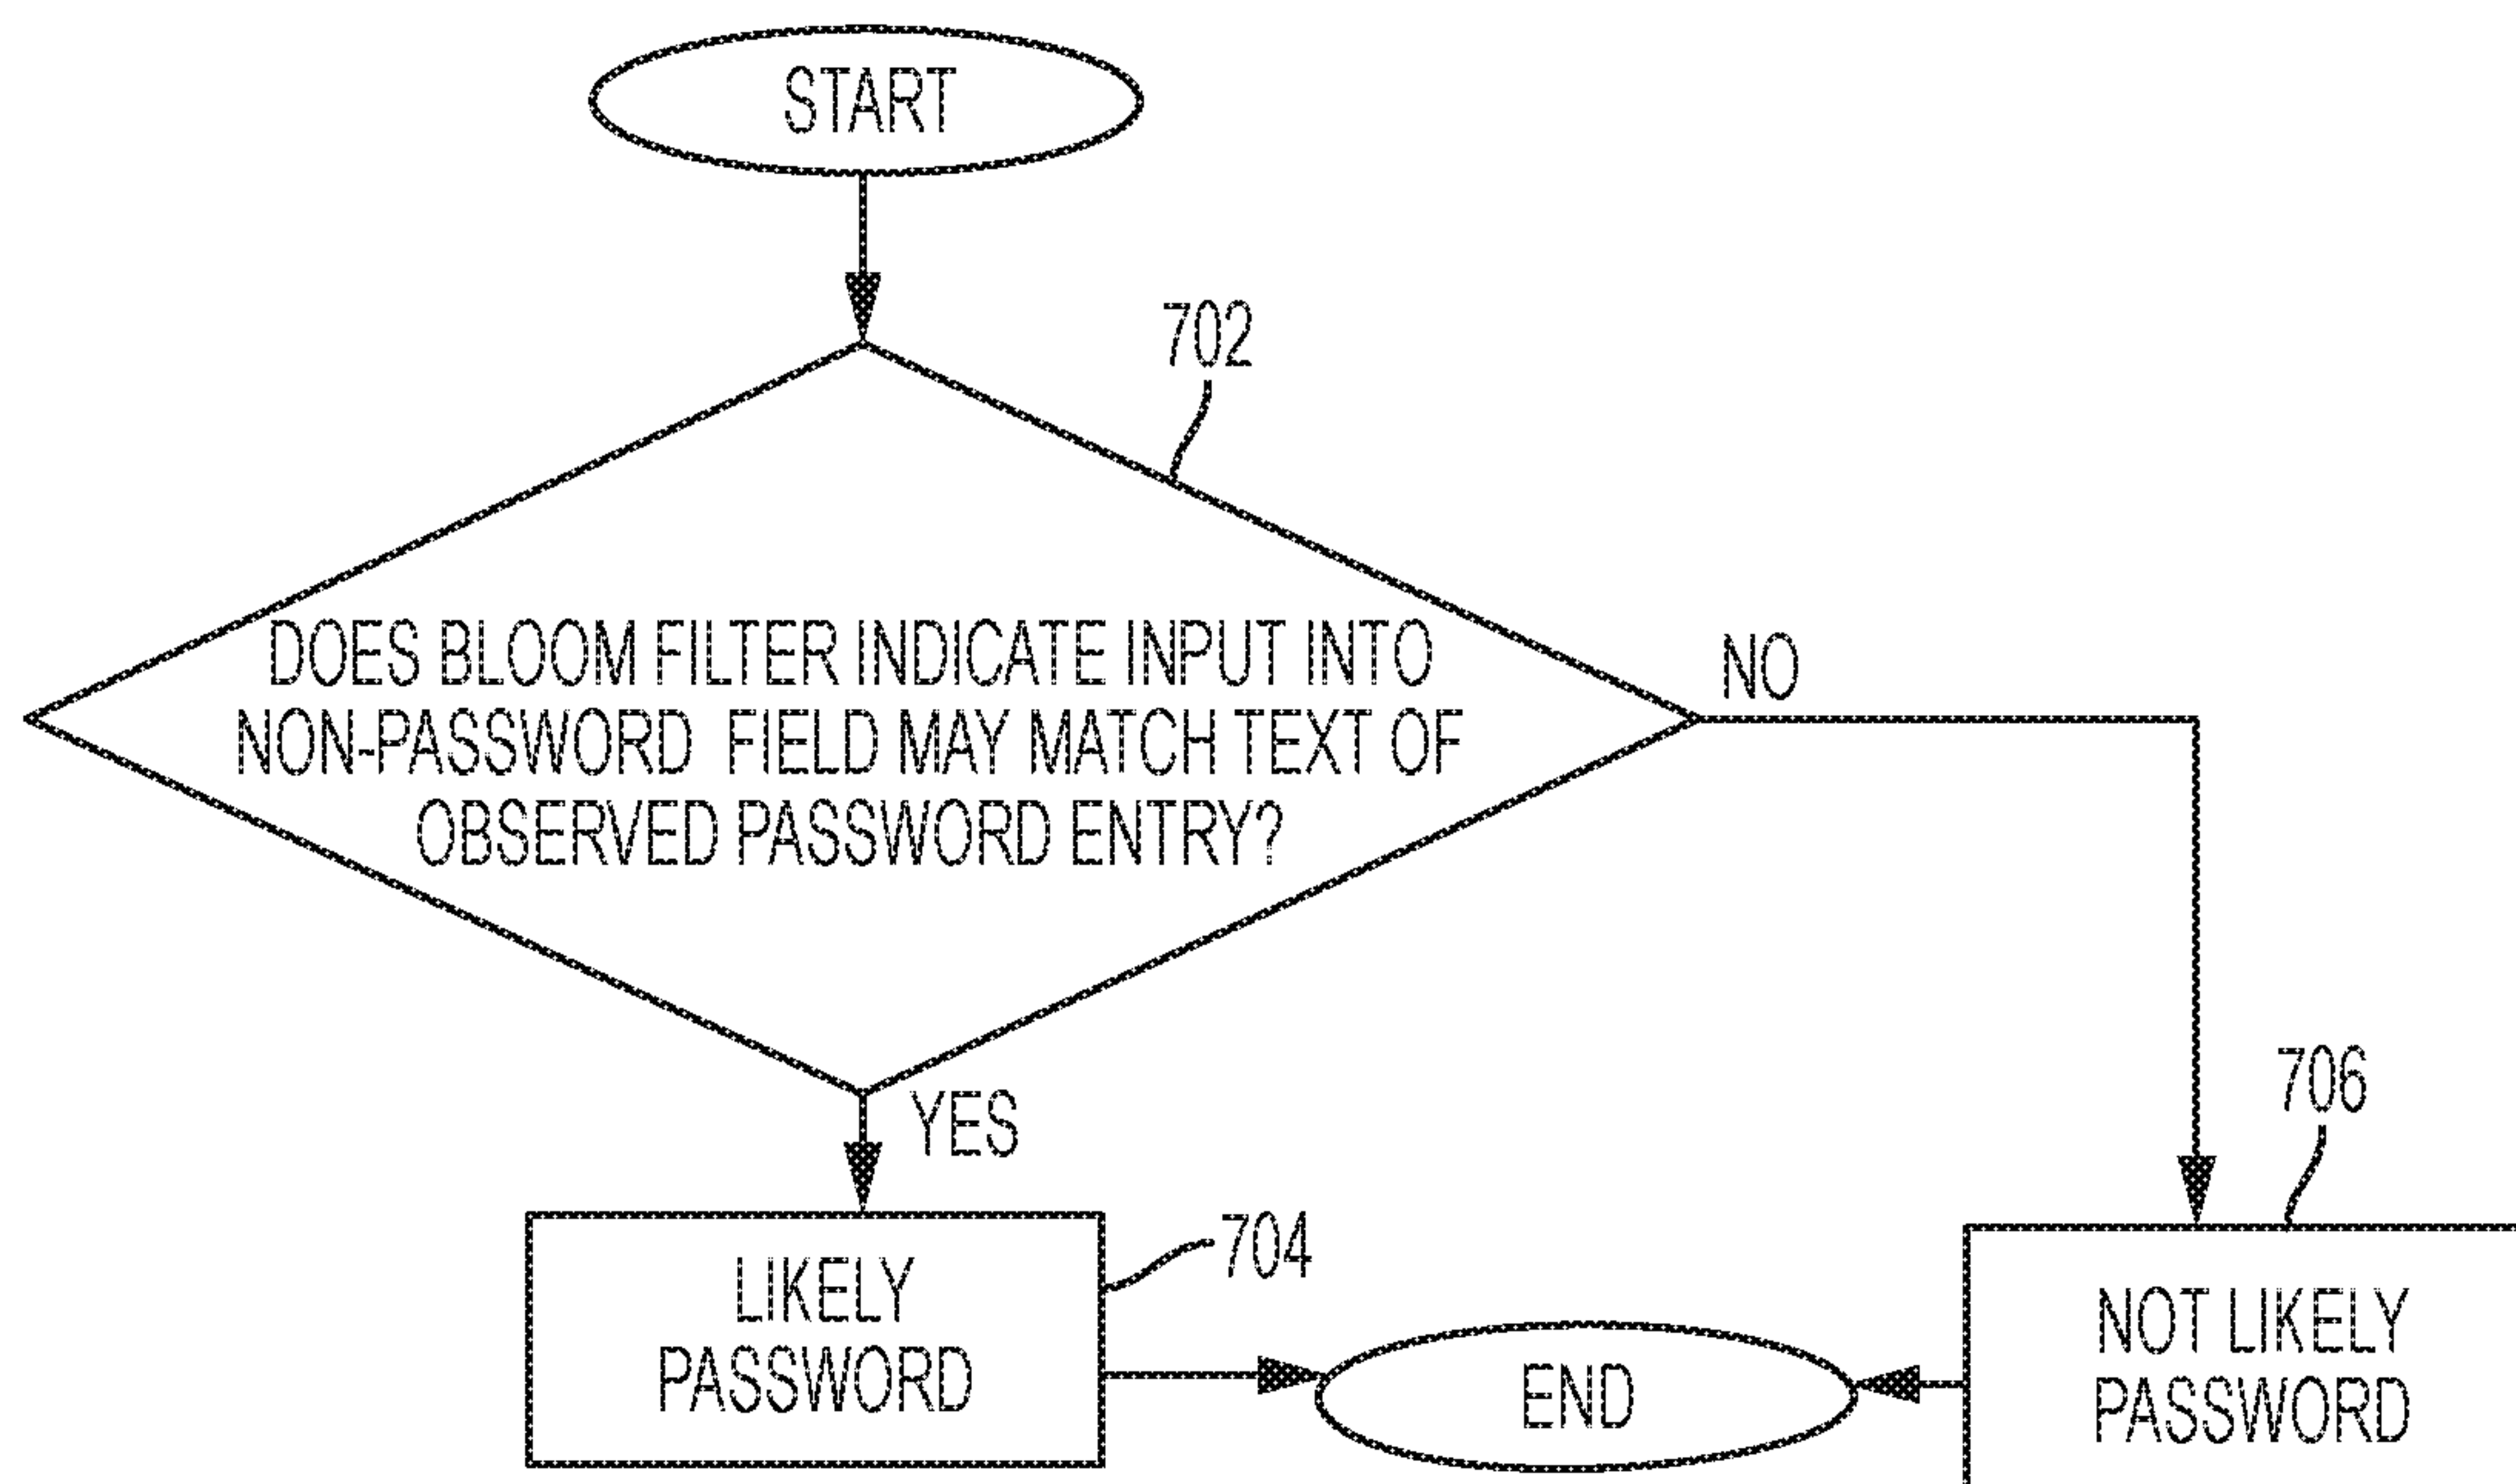 START
702
DOES BLOOM FILTER INDICATE INPUT INTO
NON-PASSWORD FIELD MAY MATCH TEXT OF
OBSERVED PASSWORD ENTRY?
NO
YES
706
704
LIKELY
PASSWORD
END
NOT LIKELY
PASSWORD